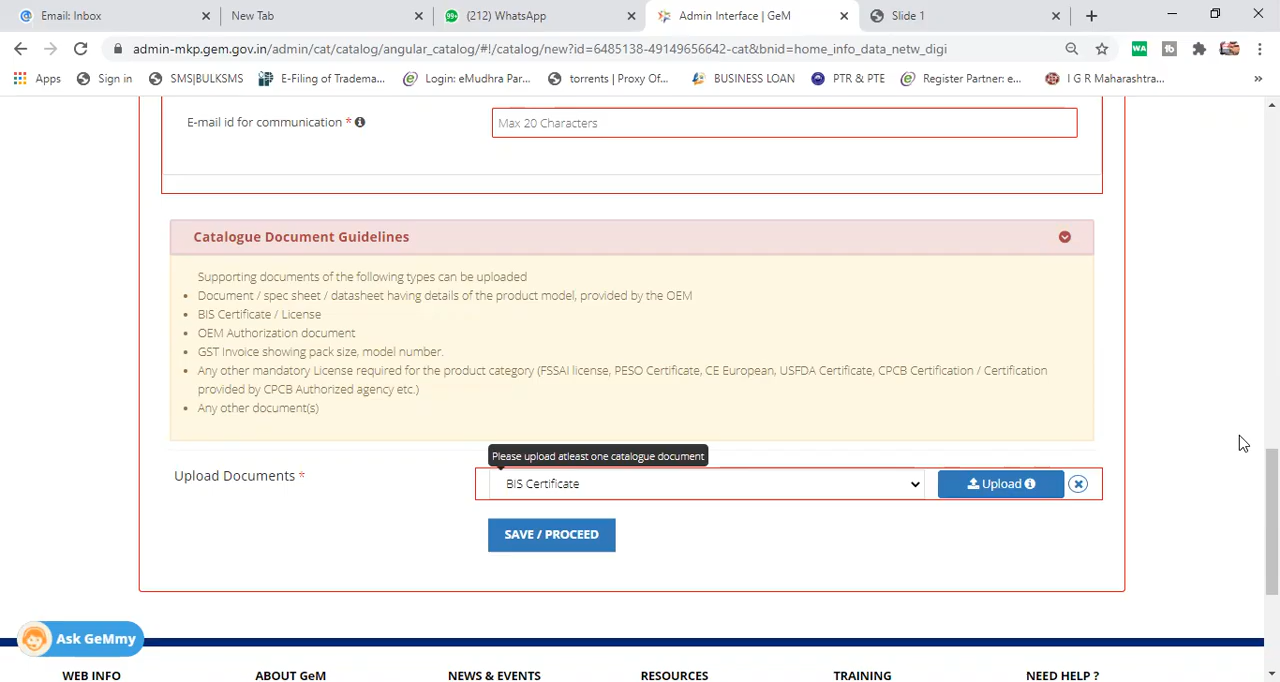 Email: Inbox
New Tab
99+
(212) WhatsApp
Admin Interface | GeM
Slide 1
admin-mkp.gem.gov.in/admin/cat/catalog/angular_catalog/#!/catalog/new?id=6485138-49149656642-cat&bnid=home_info_data_netw_digi
WA
Apps
Sign in
SMS|BULKSMS
E-Filing of Tradema...
Login: eMudhra Par...
torrents | Proxy Of...
BUSINESS LOAN
PTR & PTE
Register Partner: e...
I G R Maharashtra...
»
E-mail id for communication *
Max 20 Characters
Catalogue Document Guidelines
Supporting documents of the following types can be uploaded
• Document / spec sheet / datasheet having details of the product model, provided by the OEM
• BIS Certificate / License
• OEM Authorization document
• GST Invoice showing pack size, model number.
• Any other mandatory License required for the product category (FSSAI license, PESO Certificate, CE European, USFDA Certificate, CPCB Certification / Certification
provided by CPCB Authorized agency etc.)
• Any other document(s)
Please upload atleast one catalogue document
Upload Documents *
BIS Certificate
Upload
SAVE / PROCEED
Ask GeMmy
WEB INFO
ABOUT GeM
NEWS & EVENTS
RESOURCES
TRAINING
NEED HELP ?